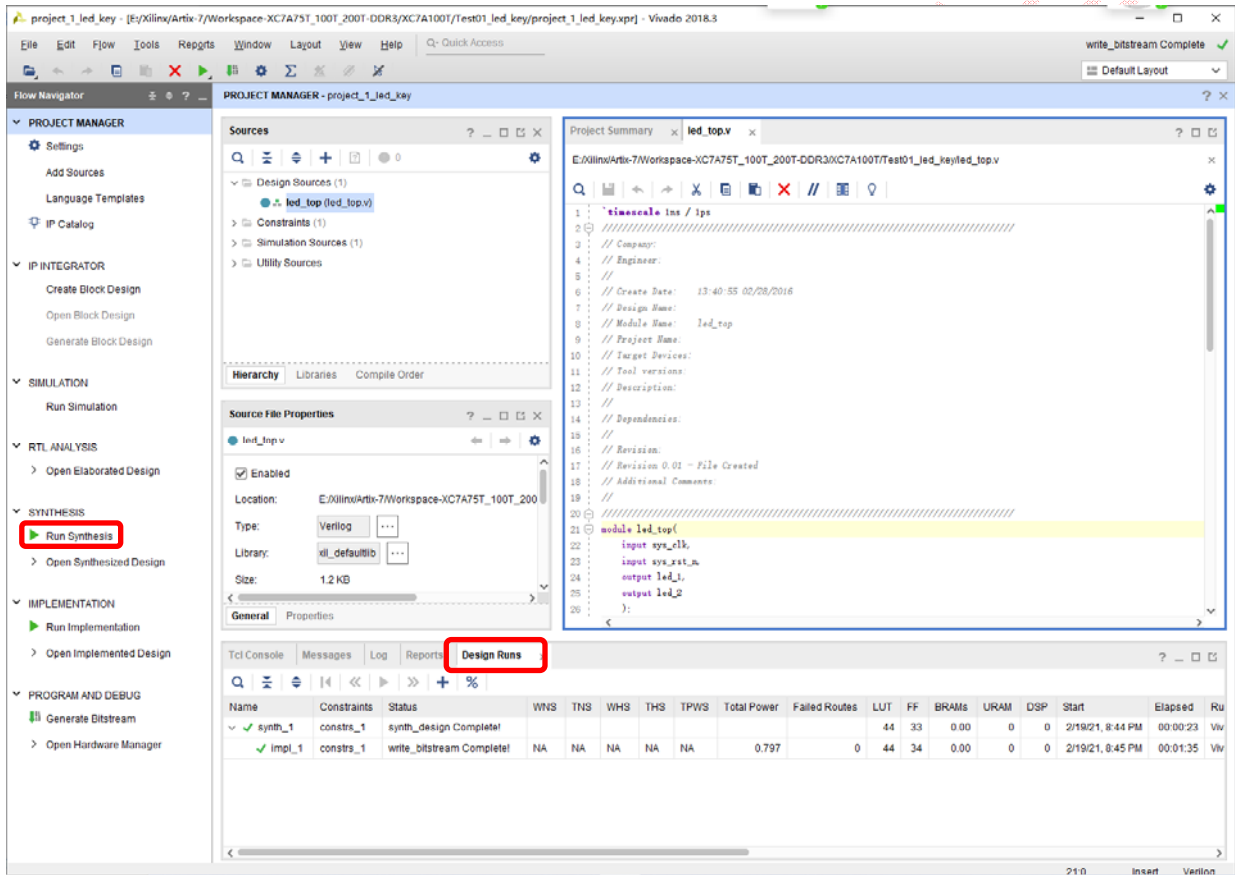 project_1_led_key - [E:/Xilinx/Artix-7/Workspace-XC7A75T_100T_200T-DDR3/XC7A100T/Test01_led_key/project_1_led_key.xpr] - Vivado 2018.3
File Edit Flow Tools Reports Window Layout View Help Q- Quick Access write_bitstream Complete
Default Layout
Flow Navigator
PROJECT MANAGER - project_1_led_key
PROJECT MANAGER
Settings
Add Sources
Language Templates
IP Catalog
IP INTEGRATOR
Create Block Design
Open Block Design
Generate Block Design
SIMULATION
Run Simulation
RTL ANALYSIS
Open Elaborated Design
SYNTHESIS
Run Synthesis
Open Synthesized Design
IMPLEMENTATION
Run Implementation
Open Implemented Design
PROGRAM AND DEBUG
Generate Bitstream
Open Hardware Manager
Sources
0
Design Sources (1)
led_top (led_top.v)
Constraints (1)
Simulation Sources (1)
Utility Sources
Hierarchy Libraries Compile Order
Source File Properties
led_top.v
Enabled
Location: E:/Xilinx/Artix-7/Workspace-XC7A75T_100T_200
Type: Verilog ...
Library: xil_defaultlib ...
Size: 1.2 KB
General Properties
Project Summary led_top.v
E:/Xilinx/Artix-7/Workspace-XC7A75T_100T_200T-DDR3/XC7A100T/Test01_led_key/led_top.v
1 `timescale 1ns / 1ps
2 //////////////////////////////////////////////////////////////////////////////////
3 // Company:
4 // Engineer:
5 //
6 // Create Date: 13:40:55 02/28/2016
7 // Design Name:
8 // Module Name: led_top
9 // Project Name:
10 // Target Devices:
11 // Tool versions:
12 // Description:
13 //
14 // Dependencies:
15 //
16 // Revision:
17 // Revision 0.01 - File Created
18 // Additional Comments:
19 //
20 //////////////////////////////////////////////////////////////////////////////////
21 module led_top(
22 input sys_clk,
23 input sys_rst_n,
24 output led_1,
25 output led_2
26 );
Tcl Console Messages Log Reports Design Runs
Name Constraints Status WNS TNS WHS THS TPWS Total Power Failed Routes LUT FF BRAMs URAM DSP Start Elapsed Ru
synth_1 constrs_1 synth_design Complete! 44 33 0.00 0 0 2/19/21, 8:44 PM 00:00:23 Viv
impl_1 constrs_1 write_bitstream Complete! NA NA NA NA NA 0.797 0 44 34 0.00 0 0 2/19/21, 8:45 PM 00:01:35 Viv
21:0 Insert Verilog